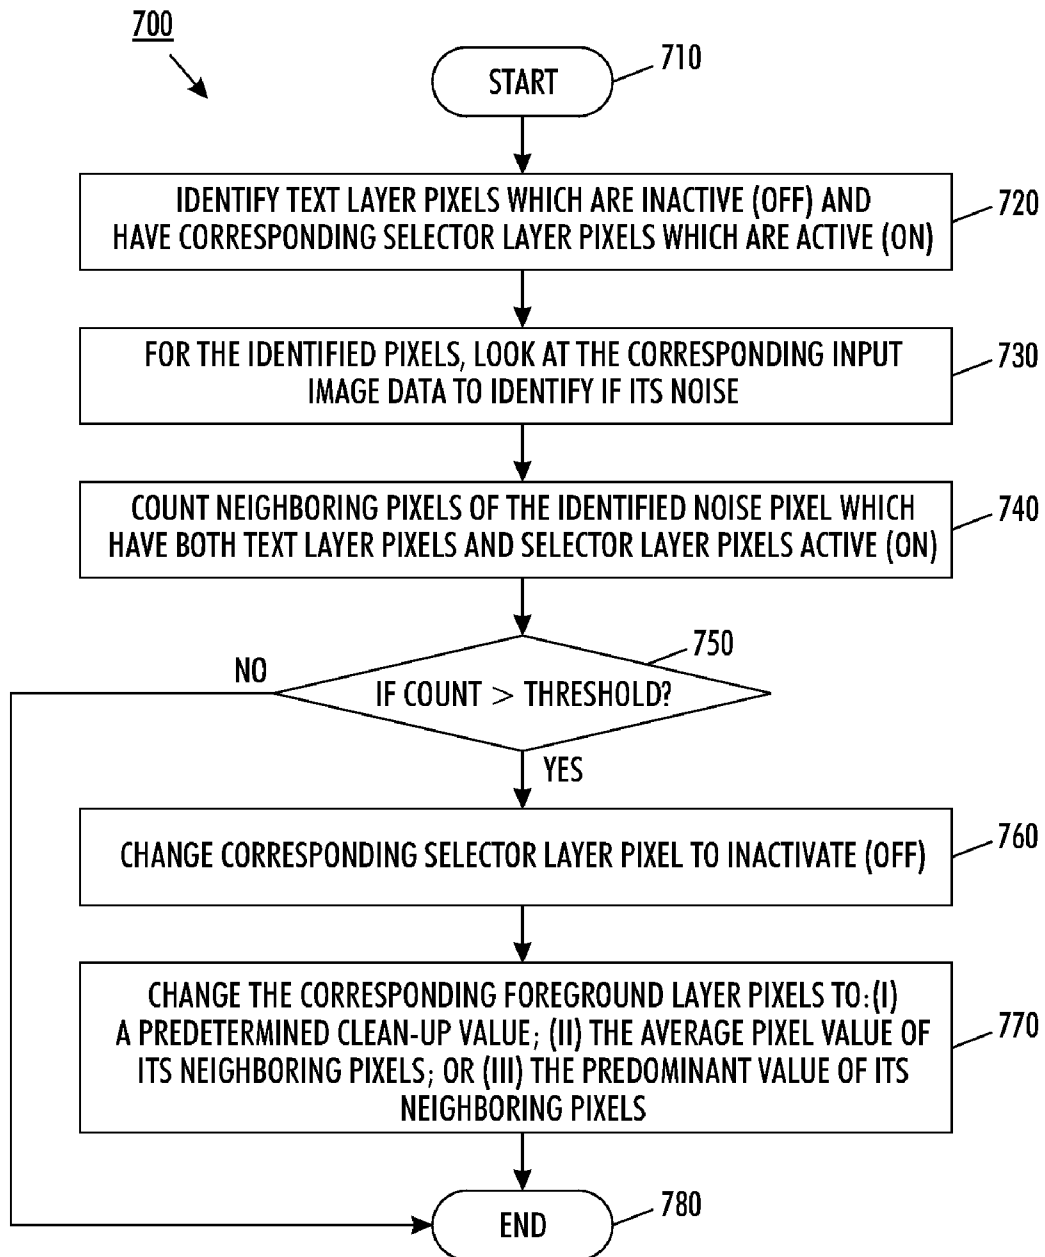 700
START
710
IDENTIFY TEXT LAYER PIXELS WHICH ARE INACTIVE (OFF) AND
HAVE CORRESPONDING SELECTOR LAYER PIXELS WHICH ARE ACTIVE (ON)
720
FOR THE IDENTIFIED PIXELS, LOOK AT THE CORRESPONDING INPUT
IMAGE DATA TO IDENTIFY IF ITS NOISE
730
COUNT NEIGHBORING PIXELS OF THE IDENTIFIED NOISE PIXEL WHICH
HAVE BOTH TEXT LAYER PIXELS AND SELECTOR LAYER PIXELS ACTIVE (ON)
740
750
NO
IF COUNT > THRESHOLD?
YES
CHANGE CORRESPONDING SELECTOR LAYER PIXEL TO INACTIVATE (OFF)
760
CHANGE THE CORRESPONDING FOREGROUND LAYER PIXELS TO:(I)
A PREDETERMINED CLEAN-UP VALUE; (II) THE AVERAGE PIXEL VALUE OF
ITS NEIGHBORING PIXELS; OR (III) THE PREDOMINANT VALUE OF ITS
NEIGHBORING PIXELS
770
END
780